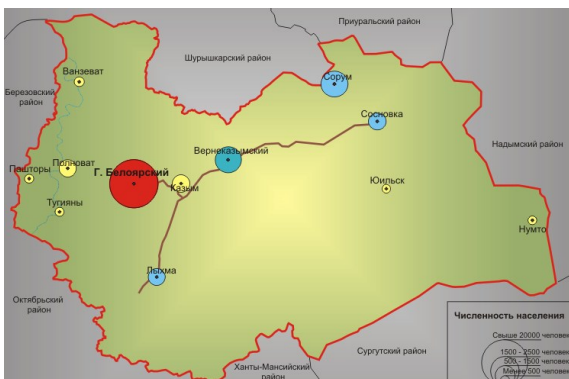 Приуральский район
Шурышкарский район
Ванзеват
Березовский
район
Сорум
Сосновка
Надымский район
Верхнеказымский
Полноват
Пашторы
Г. Белоярский
Казым
Юильск
Тугияны
Нумто
Лыхма
Октябрьский
район
Численность населения
Свыше 20000 человек
1500 - 2500 человек
500 - 1500 человек
Менее 500 человек
Сургутский район
Ханты-Мансийский
район